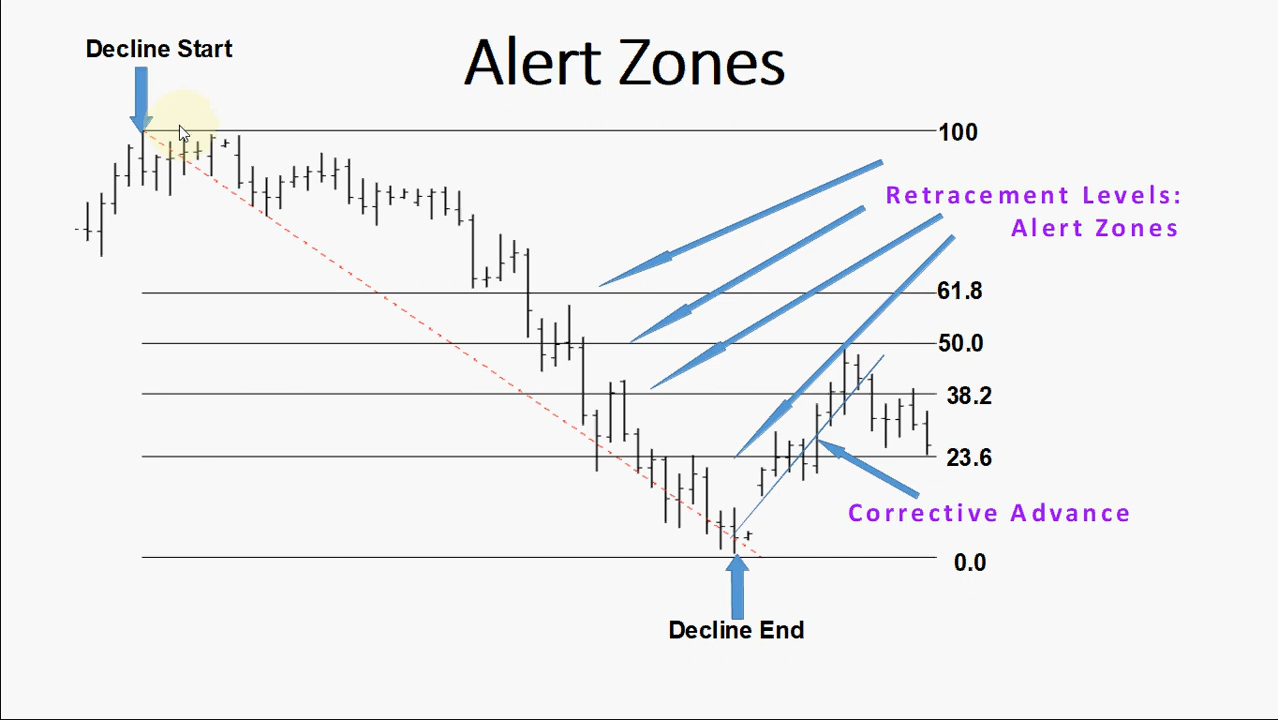 Decline Start
Alert Zones
100
Retracement Levels:
Alert Zones
61.8
50.0
38.2
23.6
Corrective Advance
0.0
Decline End